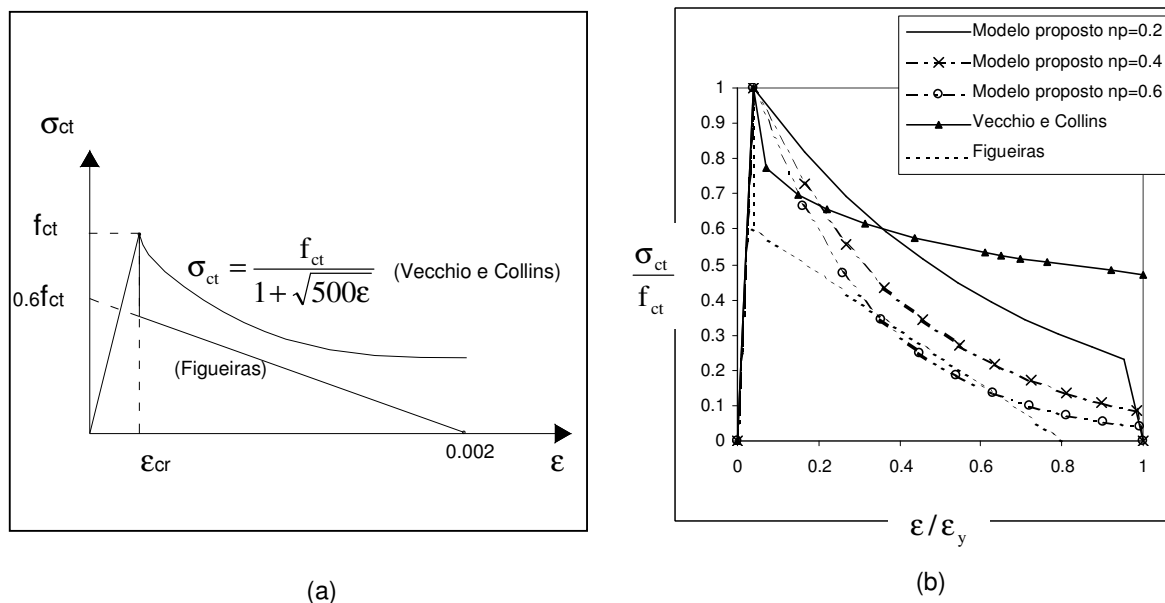 σct
fct
0.6fct
σct = fct / 1 + √500ε (Vecchio e Collins)
(Figueiras)
εcr
0.002
ε
(a)
Modelo proposto np=0.2
Modelo proposto np=0.4
Modelo proposto np=0.6
Vecchio e Collins
Figueiras
1
0.9
0.8
0.7
0.6
0.5
0.4
0.3
0.2
0.1
0
σct / fct
0 0.2 0.4 0.6 0.8 1
ε/εy
(b)